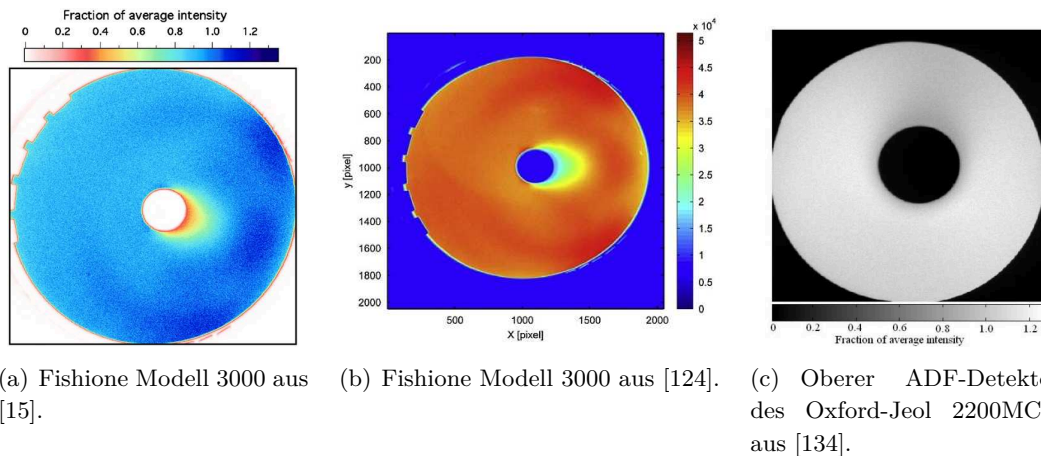 Fraction of average intensity
0 0.2 0.4 0.6 0.8 1.0 1.2
x 10⁴
5
4.5
4
3.5
3
2.5
2
1.5
1
0.5
0
200
400
600
800
1000
1200
1400
1600
1800
2000
y [pixel]
500 1000 1500 2000
X [pixel]
0 0.2 0.4 0.6 0.8 1.0 1.2
Fraction of average intensity
(a) Fishione Modell 3000 aus
[15].
(b) Fishione Modell 3000 aus [124].
(c) Oberer ADF-Detekto
des Oxford-Jeol 2200MC
aus [134].